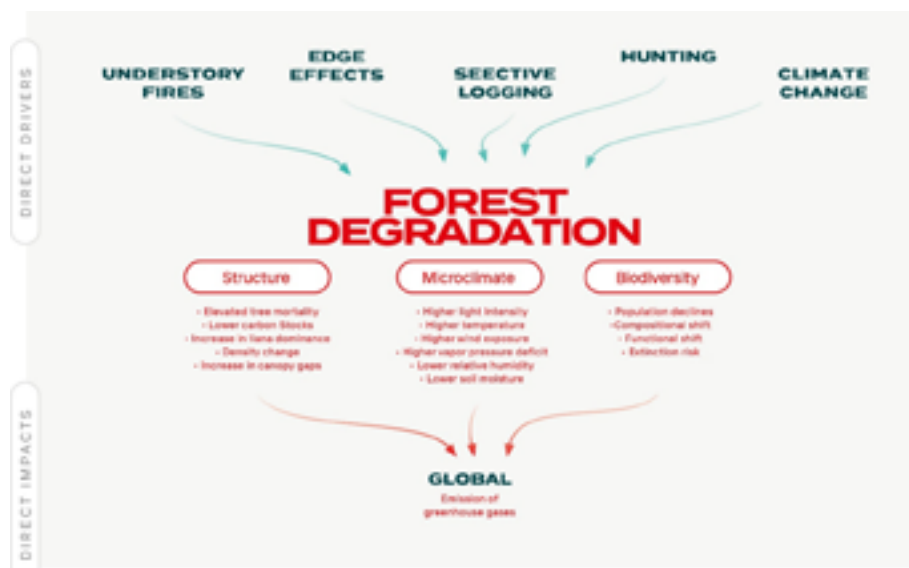 DIRECT DRIVERS
UNDERSTORY
FIRES
EDGE
EFFECTS
SEECTIVE
LOGGING
HUNTING
CLIMATE
CHANGE
FOREST
DEGRADATION
Structure
- Elevated tree mortality
- Lower carbon Stocks
- Increase in liana dominance
- Density change
- Increase in canopy gaps
Microclimate
- Higher light Intensity
- Higher temperature
- Higher wind exposure
- Higher vapor pressure deficit
- Lower relative humidity
- Lower soil moisture
Biodiversity
- Population declines
-Compositional shift
- Functional shift
- Extinction risk
DIRECT IMPACTS
GLOBAL
Emission of
greenhouse gases